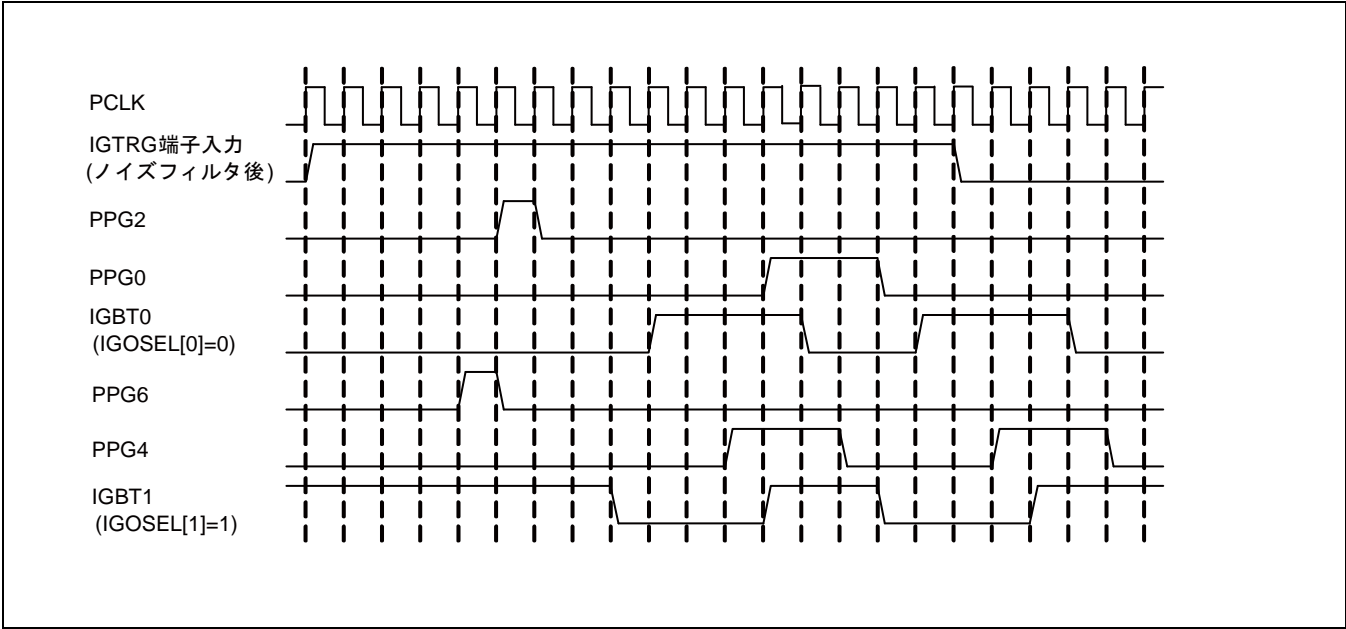 PCLK
IGTRG端子入力
(ノイズフィルタ後)
PPG2
PPG0
IGBT0
(IGOSEL[0]=0)
PPG6
PPG4
IGBT1
(IGOSEL[1]=1)